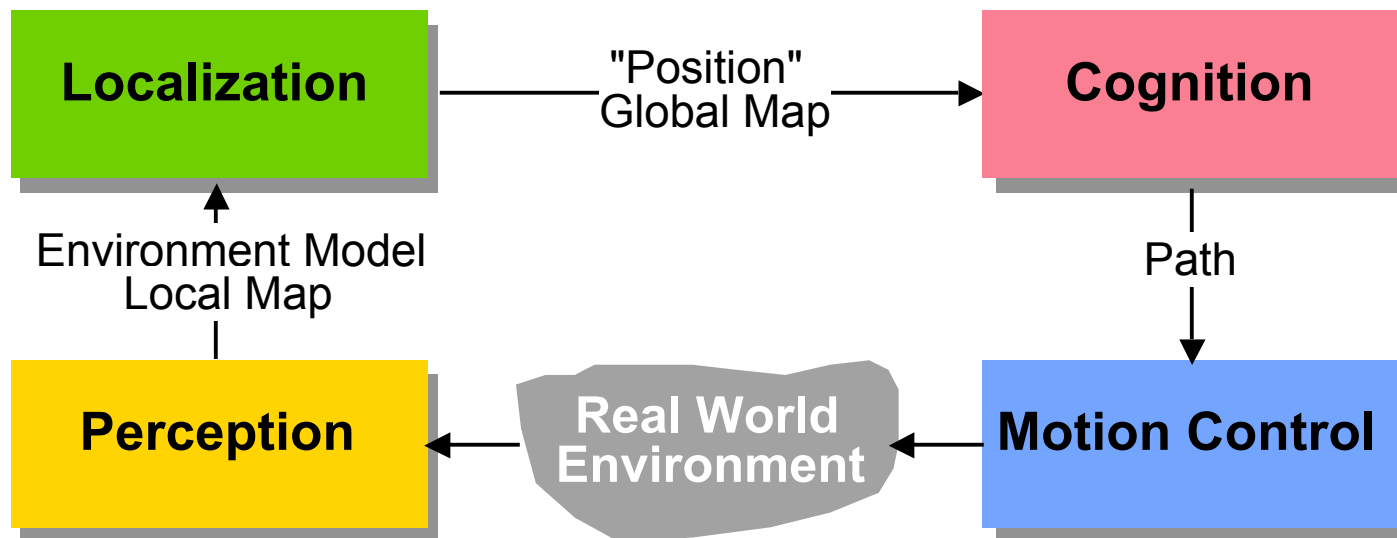 Localization
"Position"
Global Map
Cognition
Environment Model
Local Map
Path
Perception
Real World
Environment
Motion Control